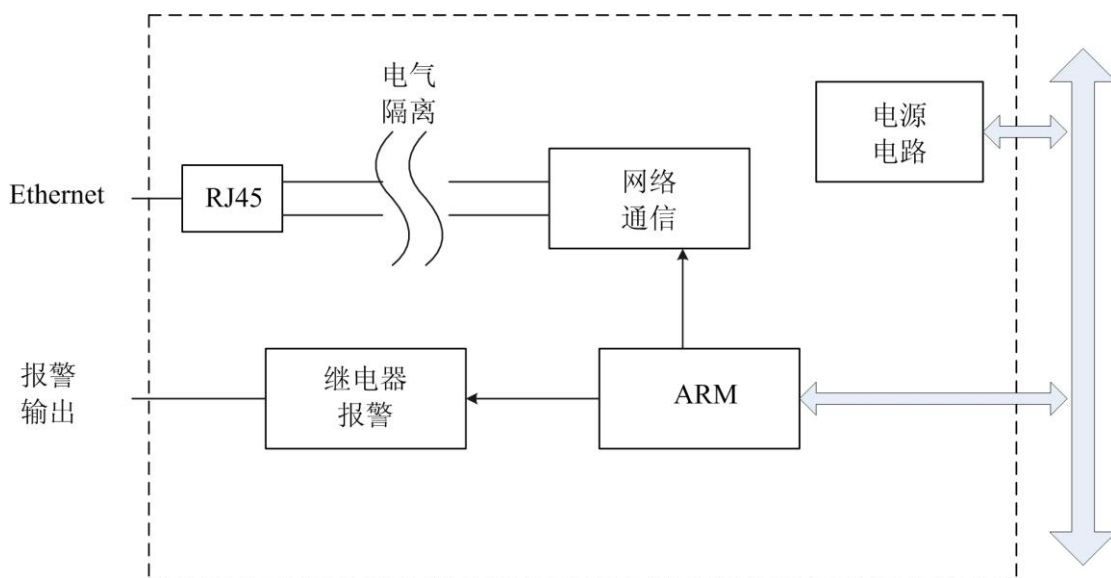 电气
隔离
电源
电路
Ethernet
RJ45
网络
通信
报警
输出
继电器
报警
ARM